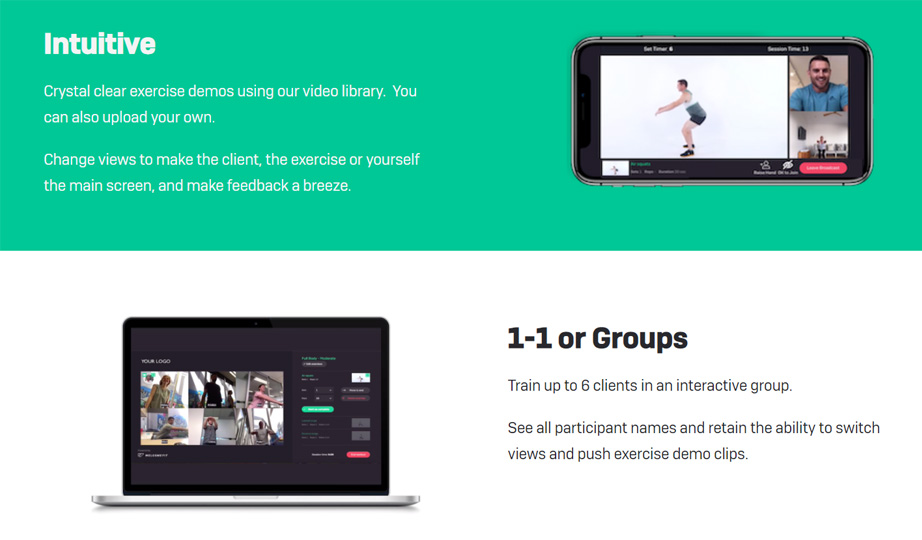 Intuitive
Crystal clear exercise demos using our video library. You
can also upload your own.
Change views to make the client, the exercise or yourself
the main screen, and make feedback a breeze.
Set Timer: 6
Session Time: 13
Air squats
Raise Hand
OK to Join
Leave Broadcast
1-1 or Groups
Train up to 6 clients in an interactive group.
See all participant names and retain the ability to switch
views and push exercise demo clips.
YOUR LOGO
Full Body - Moderate